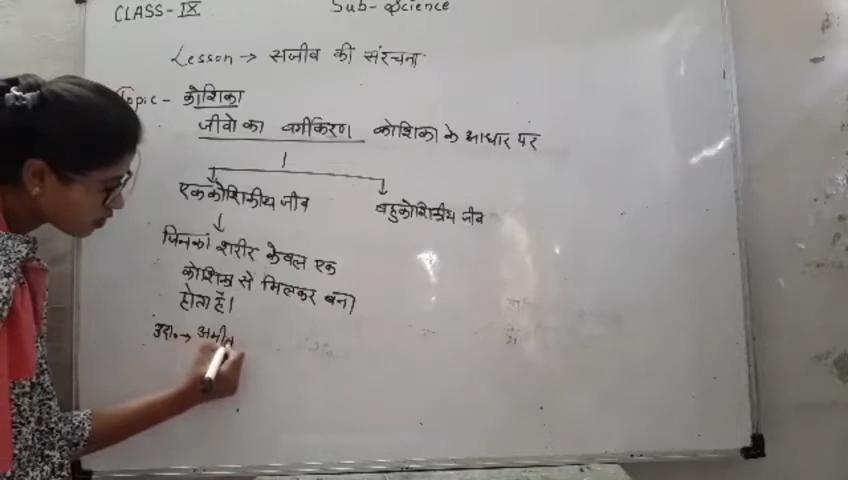 CLASS-IX Sub- Science
Lesson → सजीव की संरचना
Topic - कोशिका
जीवो का वर्गीकरण कोशिका के आधार पर
एककोशिकीय जीव बहुकोशिकीय जीव
जिनका शरीर केवल एक
कोशिका से मिलकर बना
होता है।
उदा० →